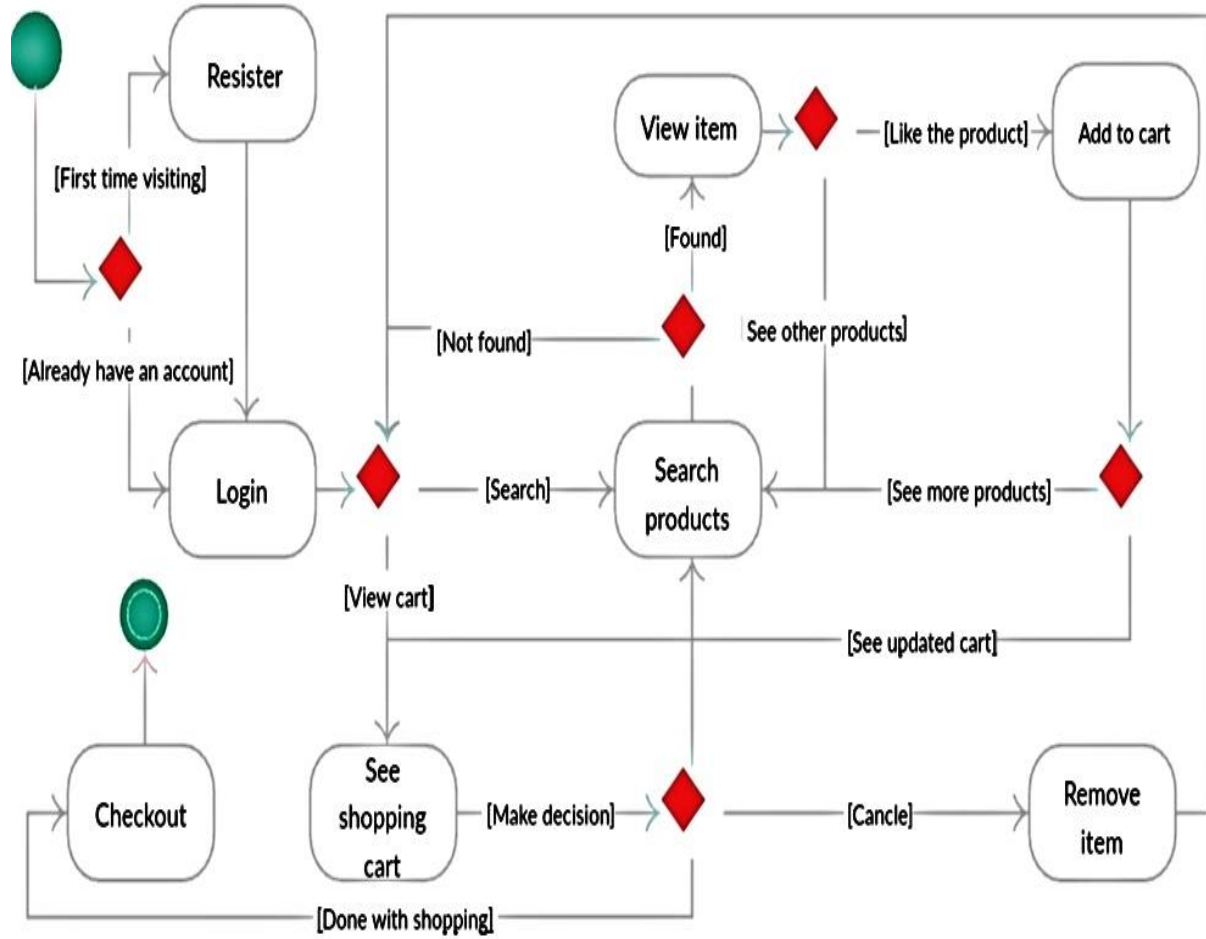 Resister
View item
[Like the product]
Add to cart
[First time visiting]
[Found]
[Not found]
See other products]
[Already have an account]
Login
[Search]
Search
products
[See more products]
[View cart]
[See updated cart]
Checkout
See
shopping
cart
[Make decision]
[Cancle]
Remove
item
[Done with shopping]